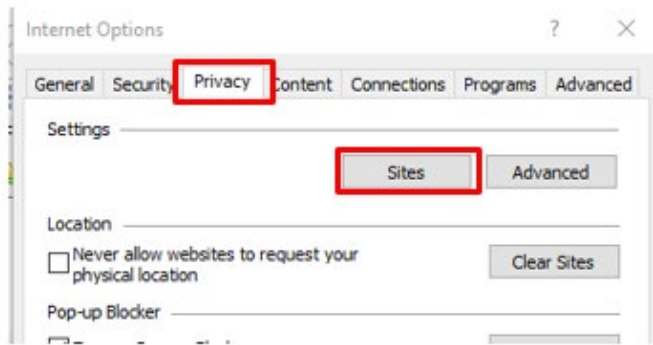 Internet Options ?
General Security Privacy Content Connections Programs Advanced
Settings
Sites Advanced
Location
Never allow websites to request your
physical location
Clear Sites
Pop-up Blocker